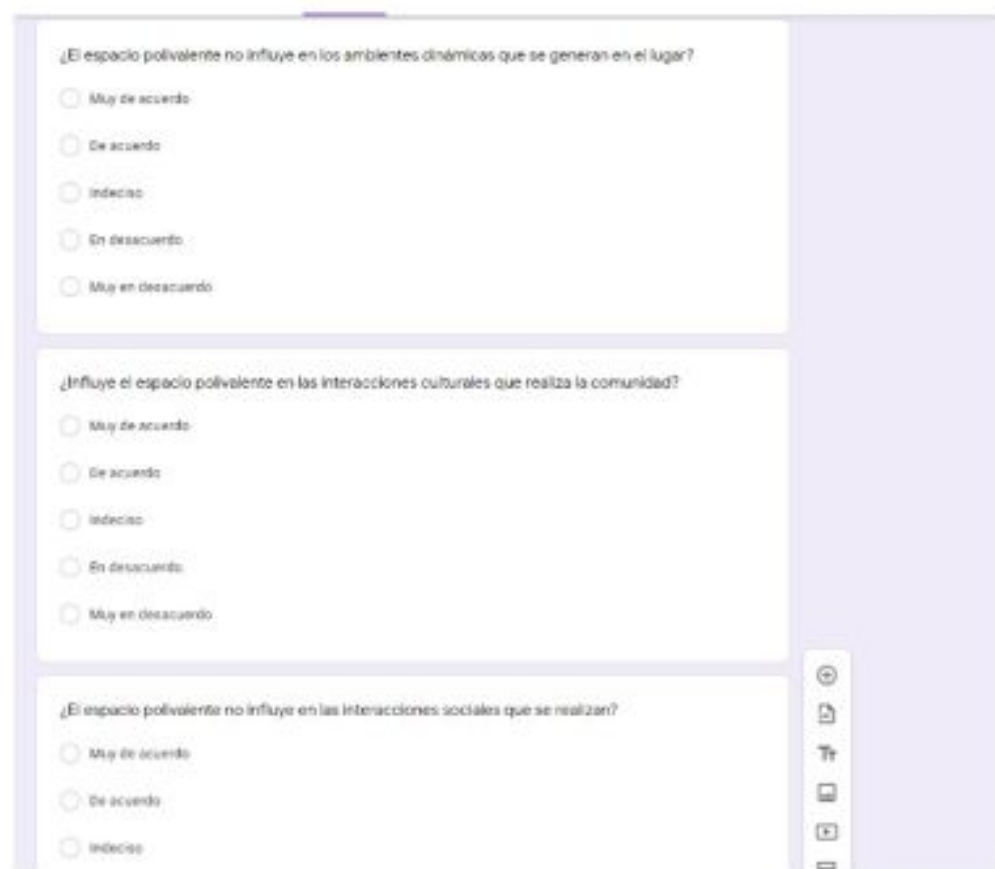 ¿El espacio polivalente no influye en los ambientes dinámicas que se generan en el lugar?
Muy de acuerdo
De acuerdo
Indeciso
En desacuerdo
Muy en desacuerdo
¿Influye el espacio polivalente en las interacciones culturales que realiza la comunidad?
Muy de acuerdo
De acuerdo
Indeciso
En desacuerdo
Muy en desacuerdo
¿El espacio polivalente no influye en las interacciones sociales que se realizan?
Muy de acuerdo
De acuerdo
Indeciso
Tt